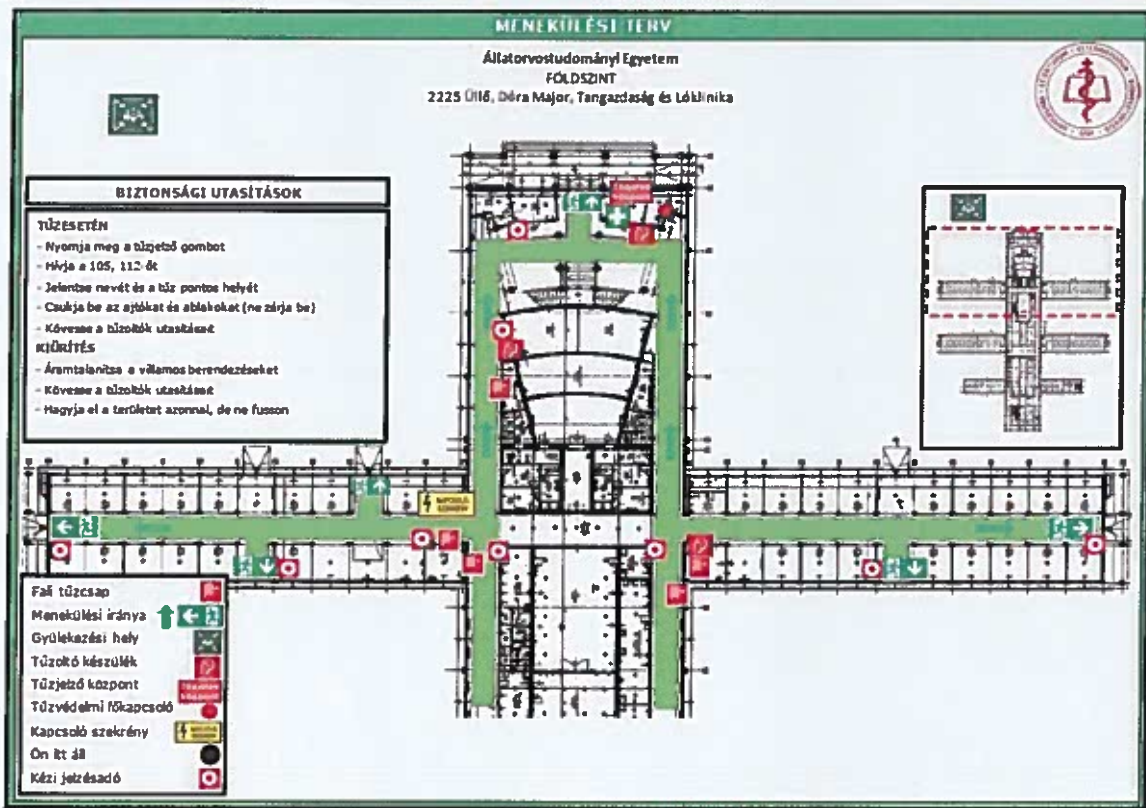 MENEKÜLÉSI TERV
Állatorvostudományi Egyetem
FÖLDSZINT
2225 Üllő, Dóra Major, Tangazdaság és Lóklinika
BIZTONSÁGI UTASÍTÁSOK
TŰZESETÉN
- Nyomja meg a tűzjelző gombot
- Hívja a 105, 112-őt
- Jelentse nevét és a tűz pontos helyét
- Csukja be az ajtókat és ablakokat (ne zárja be)
- Kövesse a tűzoltók utasításait
KIÜRÍTÉS
- Áramtalanítsa a villamos berendezéseket
- Kövesse a tűzoltók utasításait
- Hagyja el a területet azonnal, de ne fusson
Fali tűzcsap
Menekülési iránya
Gyülekezési hely
Tűzoltó készülék
Tűzjelző központ
Tűzvédelmi főkapcsoló
Kapcsoló szekrény
Ön itt áll
Kézi jelzésadó